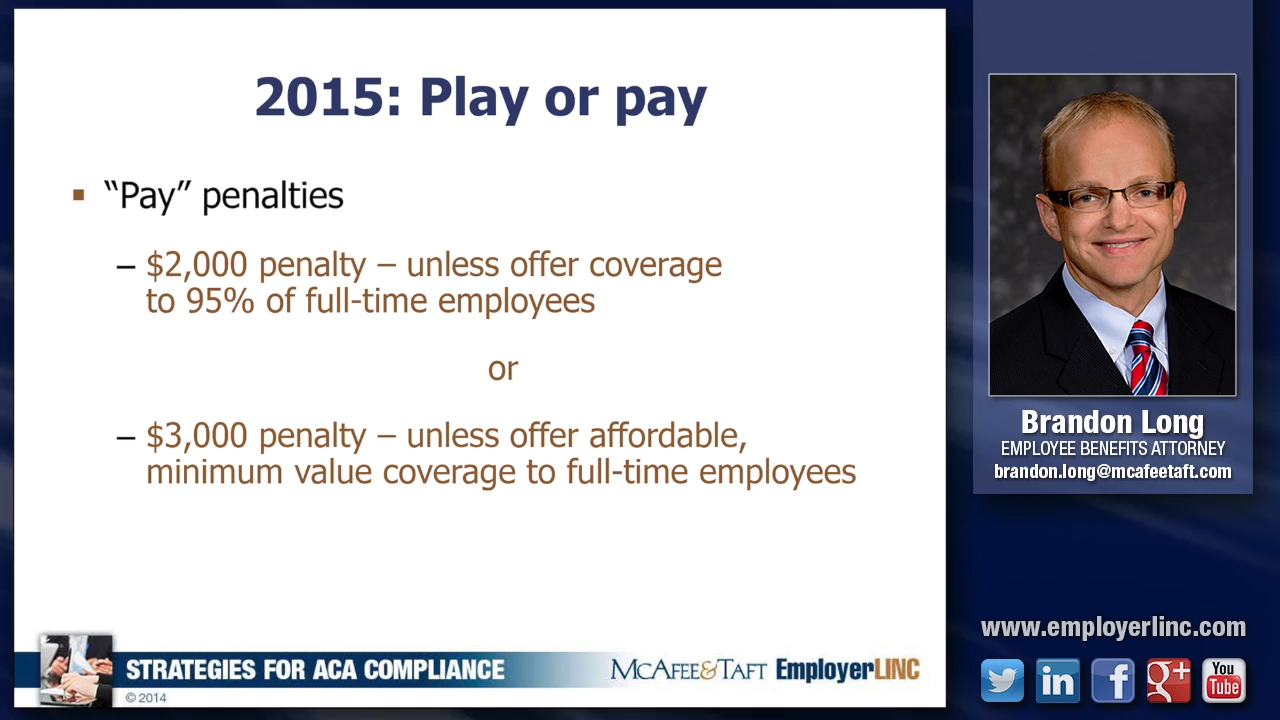 2015: Play or pay
▪ “Pay” penalties
– $2,000 penalty – unless offer coverage
to 95% of full-time employees
or
– $3,000 penalty – unless offer affordable,
minimum value coverage to full-time employees
STRATEGIES FOR ACA COMPLIANCE
MCAFEE&TAFT EmployerLINC
© 2014
Brandon Long
EMPLOYEE BENEFITS ATTORNEY
brandon.long@mcafeetaft.com
www.employerlinc.com
in
f
g+
You
Tube